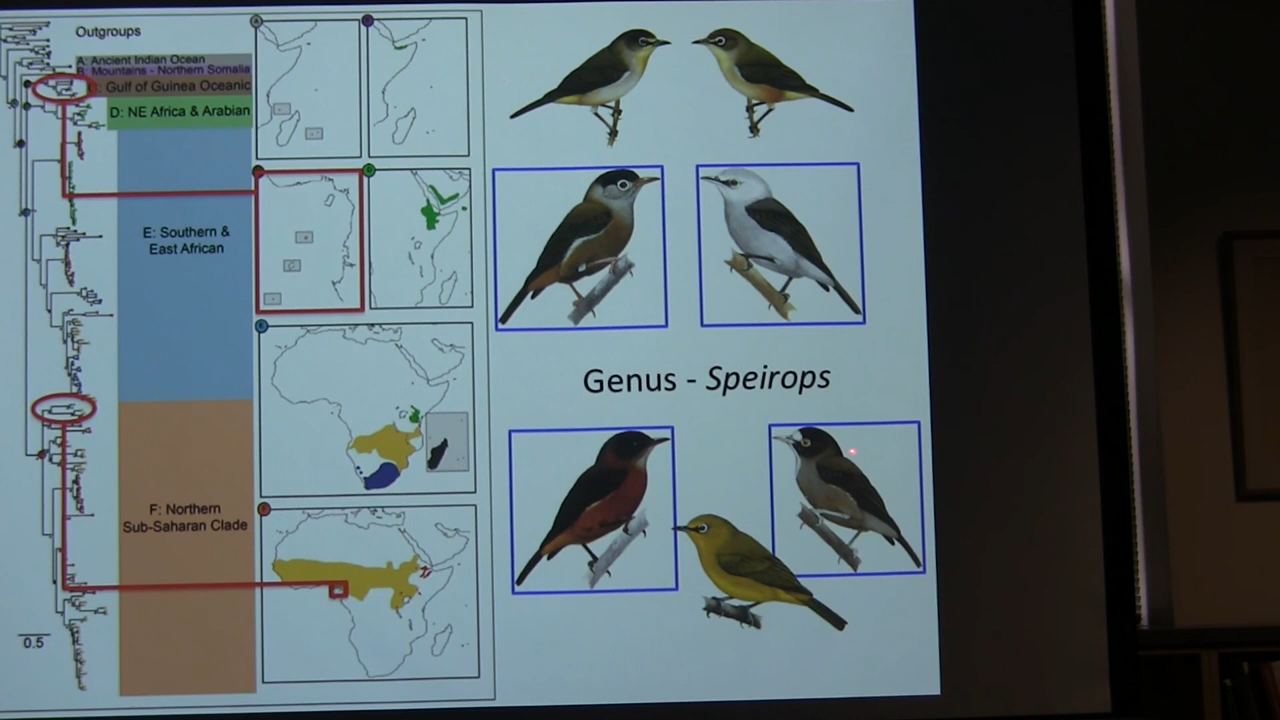 Outgroups
A: Ancient Indian Ocean
B: Mountains - Northern Somalia
C: Gulf of Guinea Oceanic
D: NE Africa & Arabian
E: Southern &
East African
F: Northern
Sub-Saharan Clade
0.5
Genus - Speirops